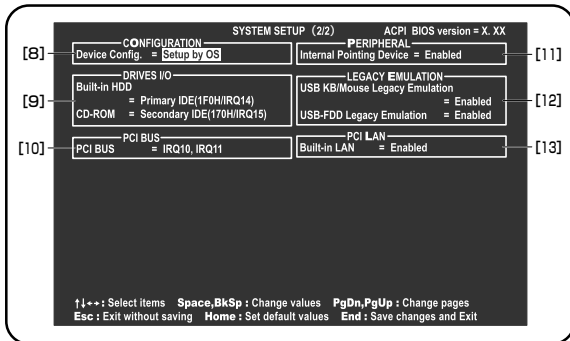 SYSTEM SETUP (2/2) ACPI BIOS version = X. XX
[8]
CONFIGURATION
Device Config. = Setup by OS
PERIPHERAL
Internal Pointing Device = Enabled
[11]
[9]
DRIVES I/O
Built-in HDD
= Primary IDE(1F0H/IRQ14)
CD-ROM = Secondary IDE(170H/IRQ15)
LEGACY EMULATION
USB KB/Mouse Legacy Emulation
= Enabled
USB-FDD Legacy Emulation = Enabled
[12]
[10]
PCI BUS
PCI BUS = IRQ10, IRQ11
PCI LAN
Built-in LAN = Enabled
[13]
↑↓←→ : Select items Space,BkSp : Change values PgDn,PgUp : Change pages
Esc : Exit without saving Home : Set default values End : Save changes and Exit